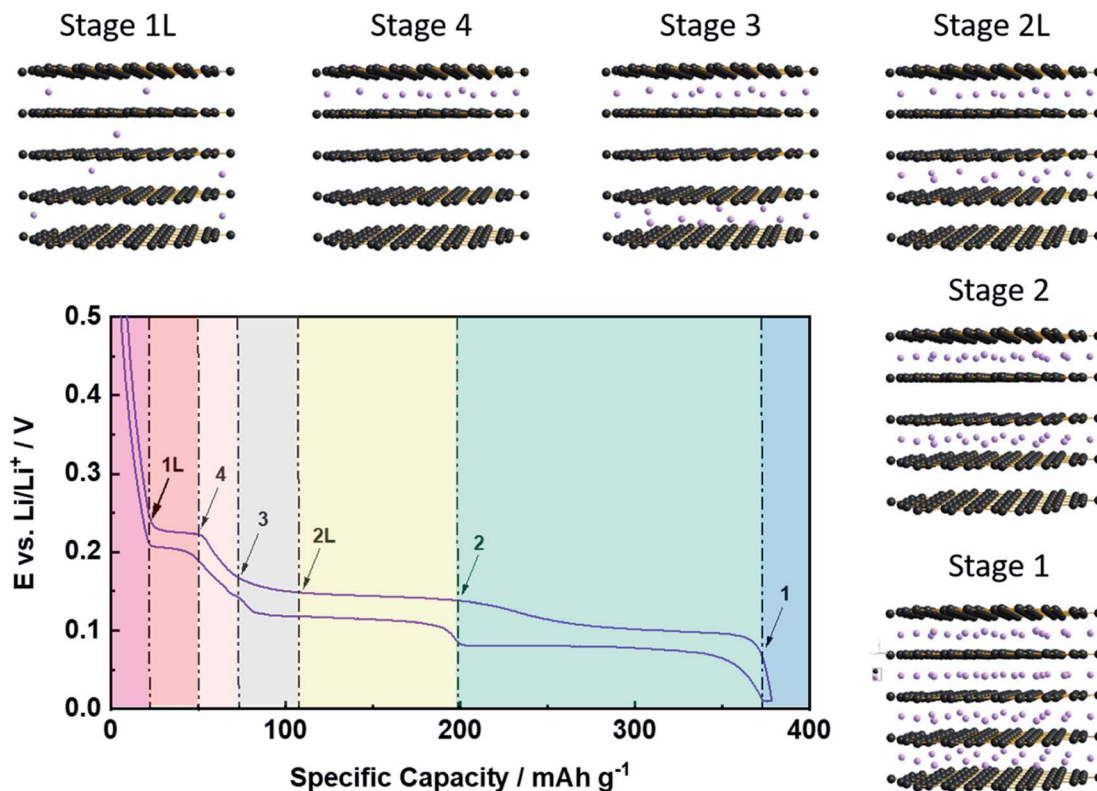 Stage 1L
Stage 4
Stage 3
Stage 2L
Stage 2
Stage 1
E vs. Li/Li⁺ / V
0.5
0.4
0.3
0.2
0.1
0.0
1L
4
3
2L
2
1
0
100
200
300
400
Specific Capacity / mAh g⁻¹